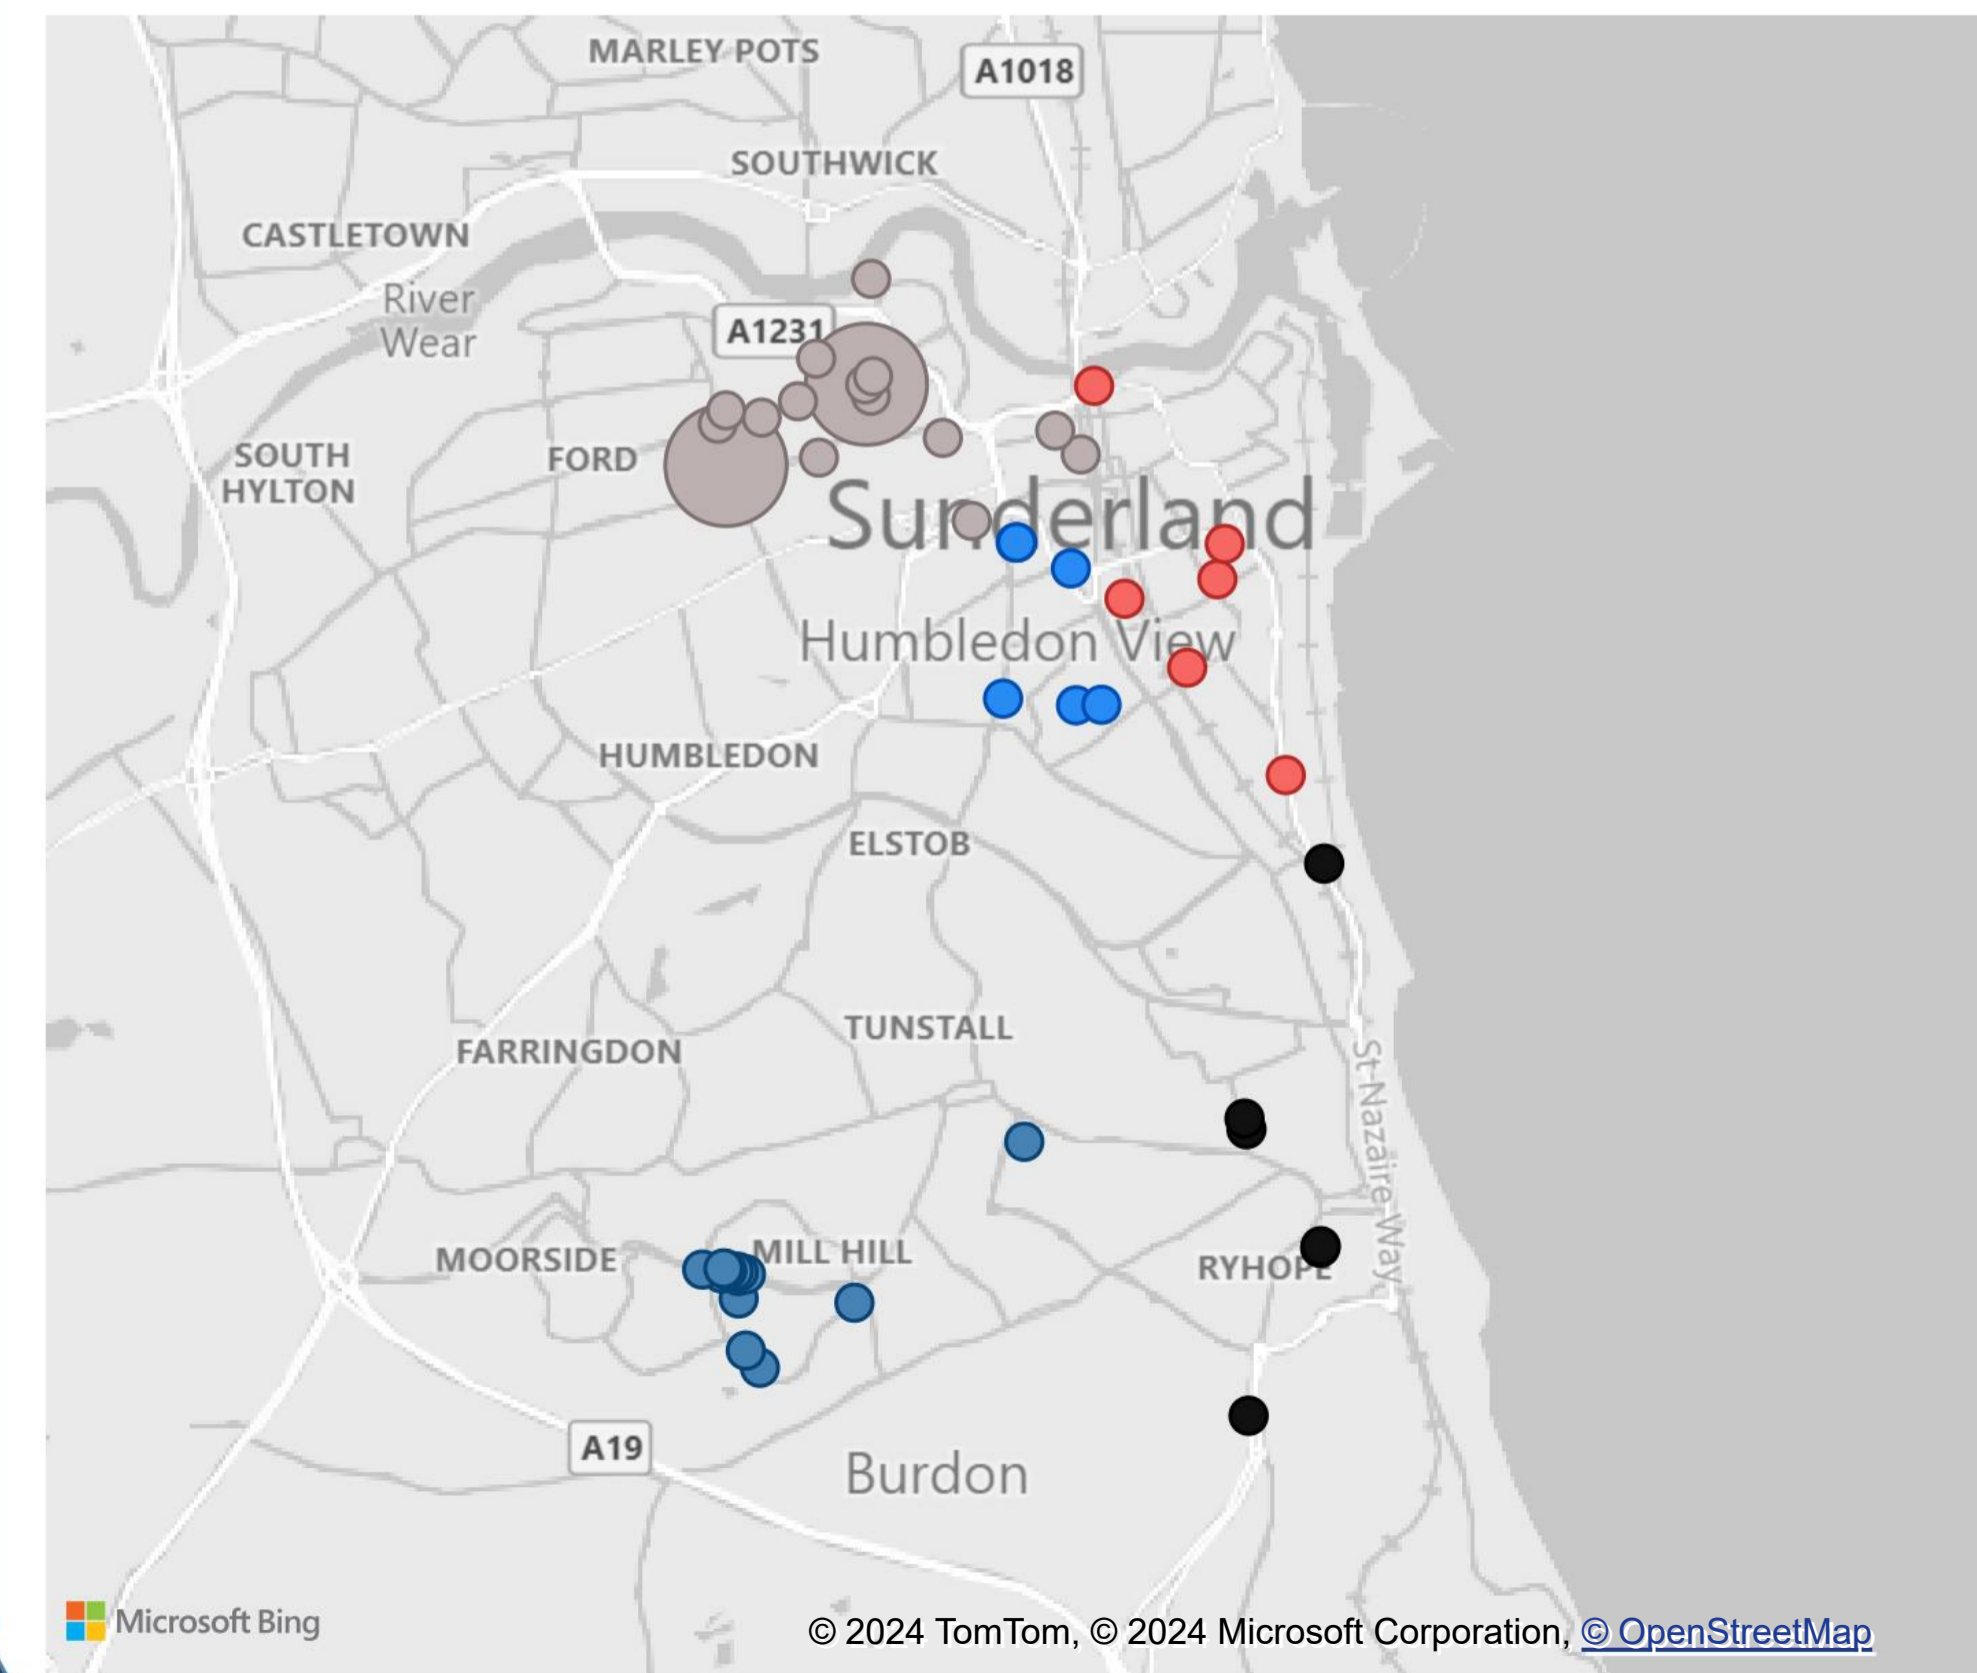 MARLEY POTS
A1018
SOUTHWICK
CASTLETOWN
River
Wear
A1231
SOUTH
HYLTON
FORD
Sunderland
Humbledon View
HUMBLEDON
ELSTOB
TUNSTALL
FARRINGDON
St Nazaire Way
MOORSIDE
MILL HILL
RYHOPE
A19
Burdon
Microsoft Bing
© 2024 TomTom, © 2024 Microsoft Corporation, © OpenStreetMap